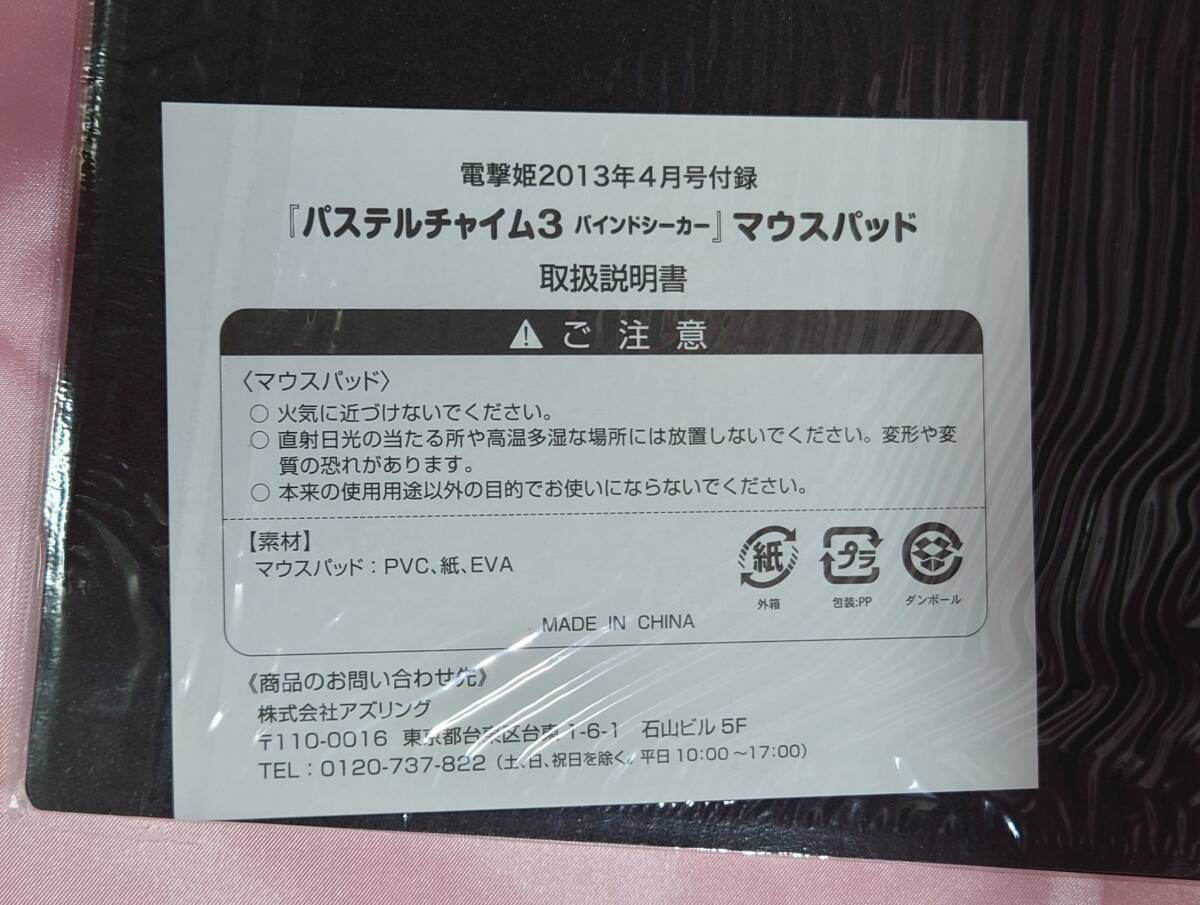 電撃姫2013年4月号付録
『パステルチャイム3 バインドシーカー』マウスパッド
取扱説明書
⚠ご注意
〈マウスパッド〉
○ 火気に近づけないでください。
○ 直射日光の当たる所や高温多湿な場所には放置しないでください。変形や変
質の恐れがあります。
○ 本来の使用用途以外の目的でお使いにならないでください。
【素材】
マウスパッド：PVC、紙、EVA
紙
プラ
外箱
包装:PP
ダンボール
MADE IN CHINA
《商品のお問い合わせ先》
株式会社アズリング
〒110-0016 東京都台東区台東 1-6-1 石山ビル 5F
TEL：0120-737-822（土、日、祝日を除く。平日10：00～17：00）